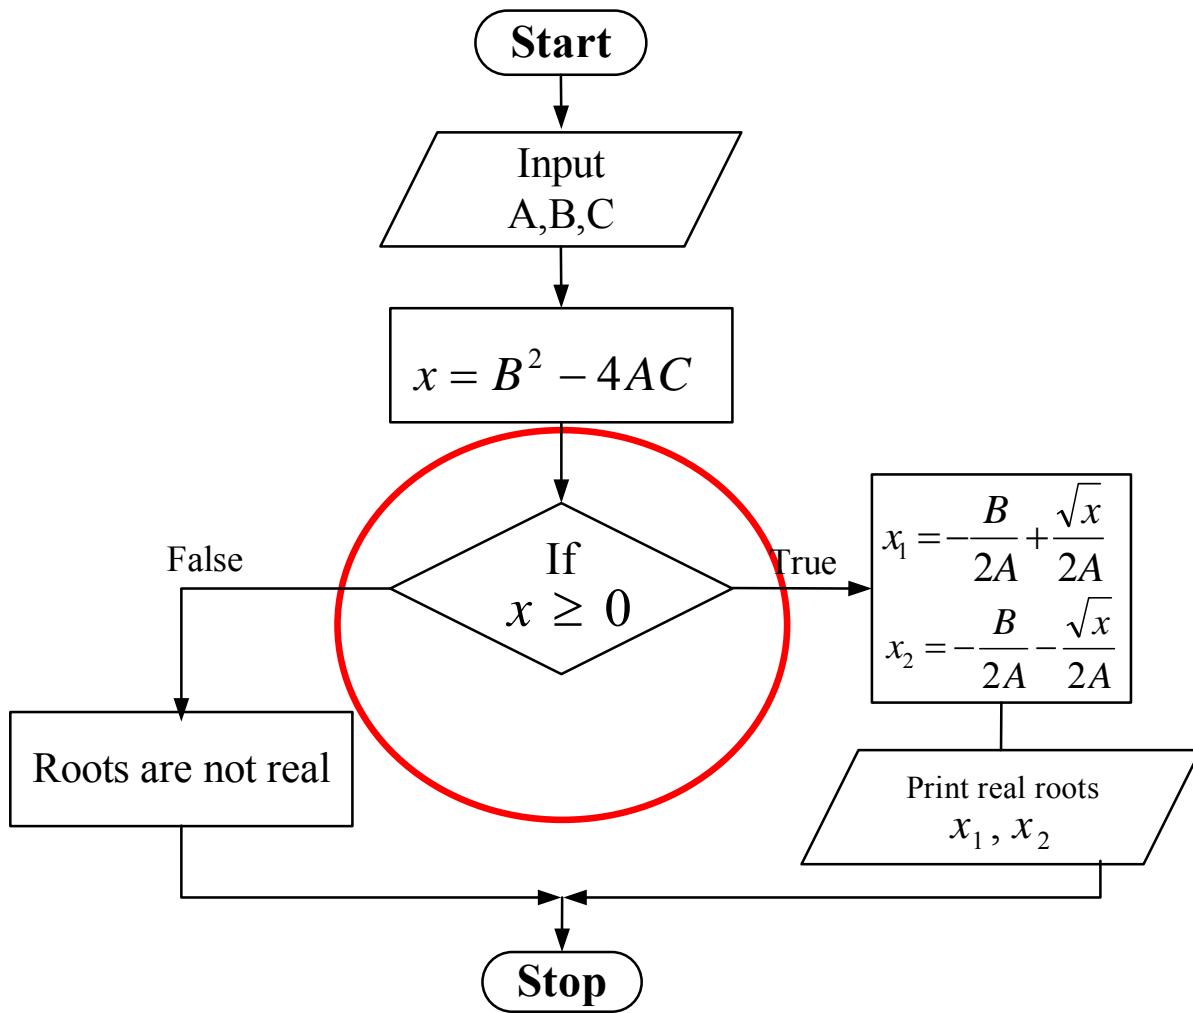 Start
Input
A,B,C
x = B² − 4AC
If
x ≥ 0
False
True
x₁ = −B/2A + √x/2A
x₂ = −B/2A − √x/2A
Roots are not real
Print real roots
x₁ , x₂
Stop